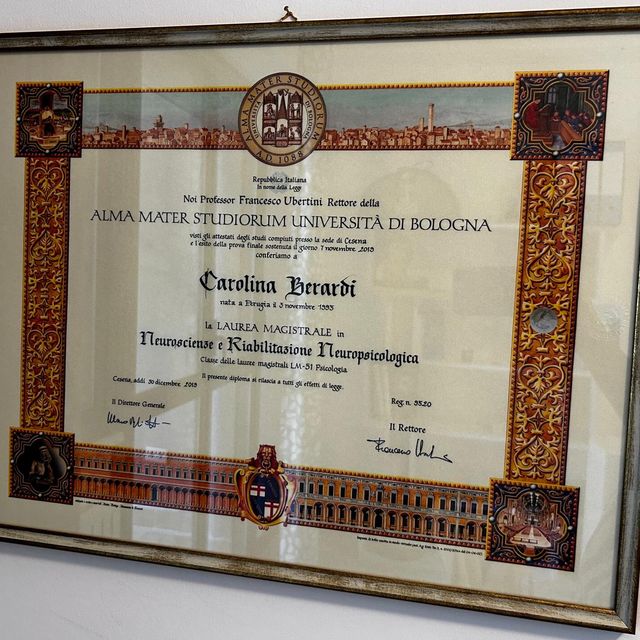 ALMA MATER STUDIORUM
A.D. 1088
Repubblica Italiana
In nome della Legge
Noi Professor Francesco Ubertini Rettore della
ALMA MATER STUDIORUM UNIVERSITÀ DI BOLOGNA
visti gli attestati degli studi compiuti presso la sede di Cesena
e l'esito della prova finale sostenuta il giorno 7 novembre 2019
conferiamo a
Carolina Berardi
nata a Perugia il 3 novembre 1993
la LAUREA MAGISTRALE in
Neuroscienze e Riabilitazione Neuropsicologica
Classe delle lauree magistrali LM-51 Psicologia
Il presente diploma si rilascia a tutti gli effetti di legge.
Cesena, addì 30 dicembre 2019
Reg. n. 9520
Il Direttore Generale
Il Rettore